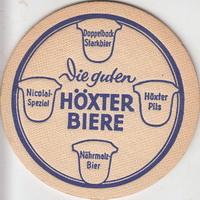 Doppelbock
Starkbier
Die guten
Nicolai-
Spezial
HÖXTER
BIERE
Höxter
Pils
Nährmalz-
Bier